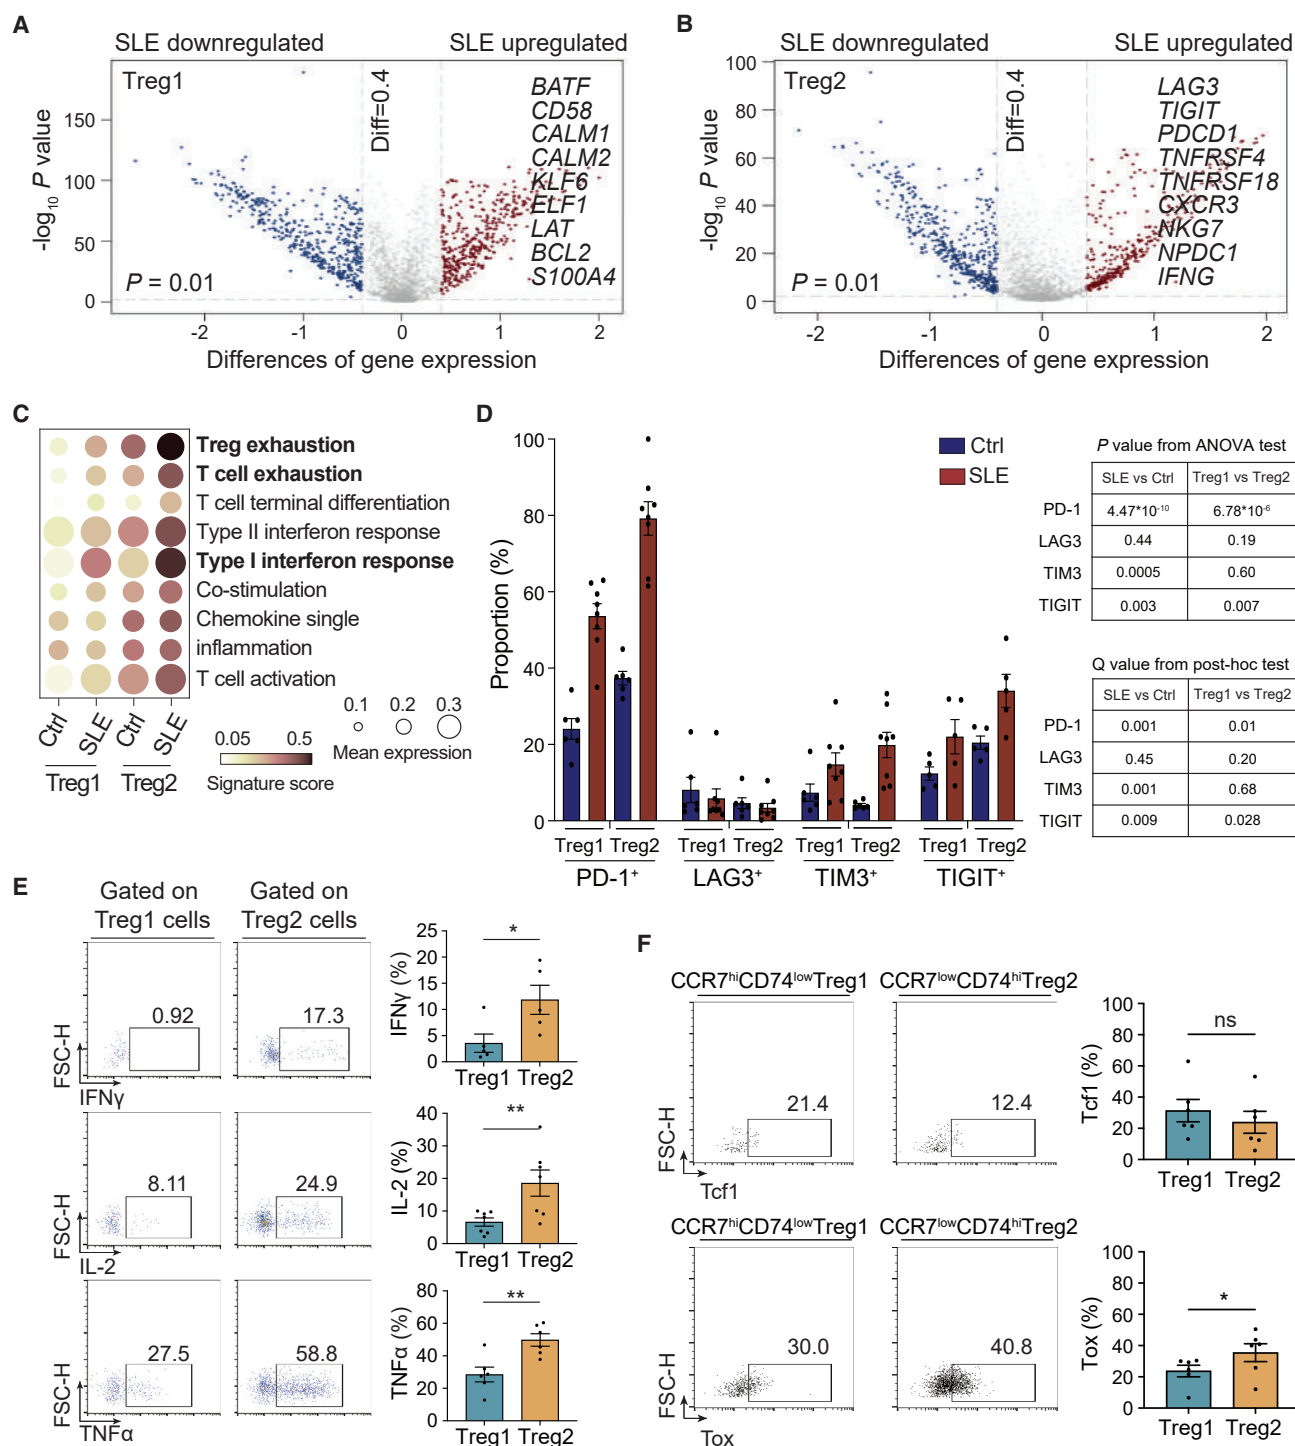 A
SLE downregulated
SLE upregulated
Treg1
Diff=0.4
BATF
CD58
CALM1
CALM2
KLF6
ELF1
LAT
BCL2
S100A4
P = 0.01
-log10 P value
150
100
50
0
-2
-1
0
1
2
Differences of gene expression
B
SLE downregulated
SLE upregulated
Treg2
Diff=0.4
LAG3
TIGIT
PDCD1
TNFRSF4
TNFRSF18
CXCR3
NKG7
NPDC1
IFNG
P = 0.01
-log10 P value
100
80
60
40
20
0
-2
-1
0
1
2
Differences of gene expression
C
Treg exhaustion
T cell exhaustion
T cell terminal differentiation
Type II interferon response
Type I interferon response
Co-stimulation
Chemokine single
inflammation
T cell activation
Ctrl
SLE
Ctrl
SLE
Treg1
Treg2
0.05
0.5
Signature score
0.1
0.2
0.3
Mean expression
D
Proportion (%)
100
80
60
40
20
0
Ctrl
SLE
Treg1 Treg2
Treg1 Treg2
Treg1 Treg2
Treg1 Treg2
PD-1+
LAG3+
TIM3+
TIGIT+
P value from ANOVA test
SLE vs Ctrl
Treg1 vs Treg2
PD-1 4.47*10-10 6.78*10-6
LAG3 0.44 0.19
TIM3 0.0005 0.60
TIGIT 0.003 0.007
Q value from post-hoc test
SLE vs Ctrl
Treg1 vs Treg2
PD-1 0.001 0.01
LAG3 0.45 0.20
TIM3 0.001 0.68
TIGIT 0.009 0.028
E
Gated on
Treg1 cells
Gated on
Treg2 cells
0.92
17.3
FSC-H
IFNγ
IFNγ (%)
25
20
15
10
5
0
*
Treg1 Treg2
8.11
24.9
FSC-H
IL-2
IL-2 (%)
40
30
20
10
0
**
Treg1 Treg2
27.5
58.8
FSC-H
TNFα
TNFα (%)
80
60
40
20
0
**
Treg1 Treg2
F
CCR7hiCD74lowTreg1
CCR7lowCD74hiTreg2
21.4
12.4
FSC-H
Tcf1
Tcf1 (%)
100
80
60
40
20
0
ns
Treg1 Treg2
CCR7hiCD74lowTreg1
CCR7lowCD74hiTreg2
30.0
40.8
FSC-H
Tox
Tox (%)
100
80
60
40
20
0
*
Treg1 Treg2